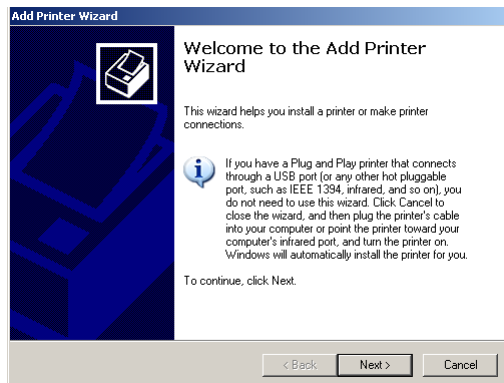 Add Printer Wizard
Welcome to the Add Printer
Wizard
This wizard helps you install a printer or make printer
connections.
If you have a Plug and Play printer that connects
through a USB port (or any other hot pluggable
port, such as IEEE 1394, infrared, and so on), you
do not need to use this wizard. Click Cancel to
close the wizard, and then plug the printer's cable
into your computer or point the printer toward your
computer's infrared port, and turn the printer on.
Windows will automatically install the printer for you.
To continue, click Next.
< Back Next > Cancel